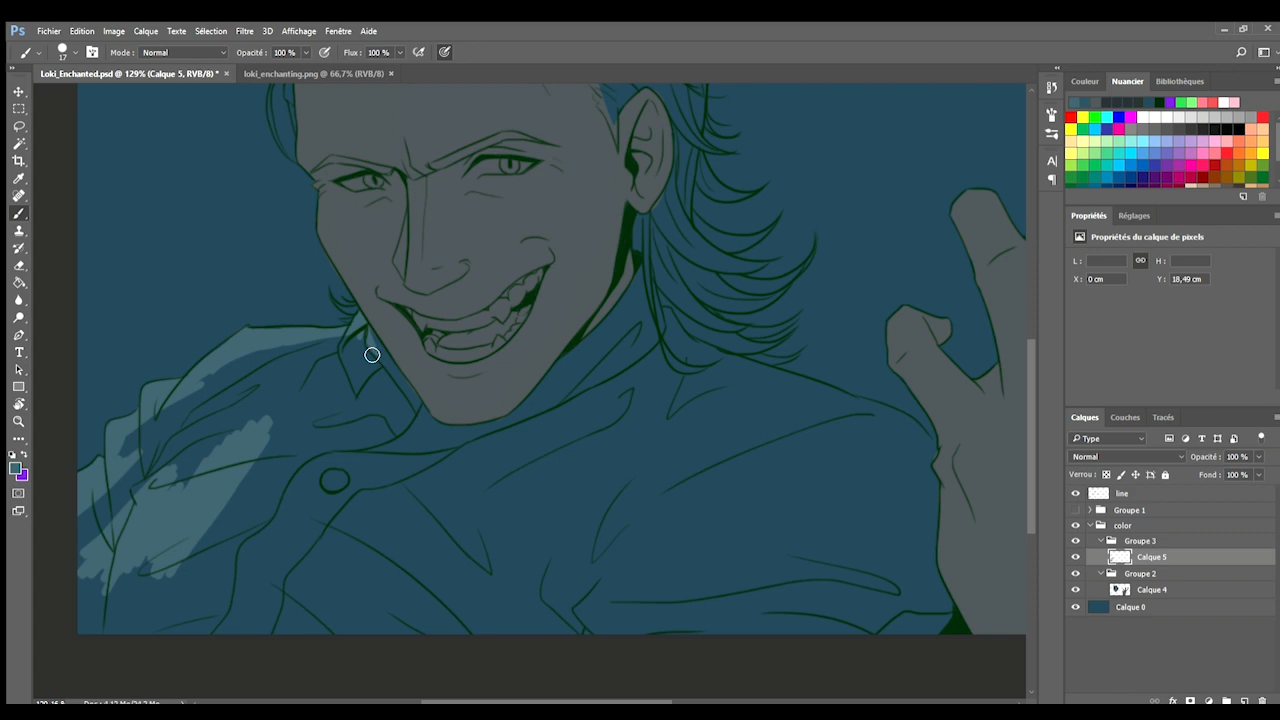 Ps Fichier Edition Image Calque Texte Sélection Filtre 3D Affichage Fenêtre Aide
17 Mode : Normal Opacité : 100 % Flux : 100 %
Loki_Enchanted.psd @ 129% (Calque 5, RVB/8) * × loki_enchanting.png @ 66,7% (RVB/8) ×
Couleur Nuancier Bibliothèques
Propriétés Réglages
Propriétés du calque de pixels
L : H :
X : 0 cm Y : 18,49 cm
Calques Couches Tracés
Type
Normal Opacité : 100 %
Verrou : Fond : 100 %
line
Groupe 1
color
Groupe 3
Calque 5
Groupe 2
Calque 4
Calque 0